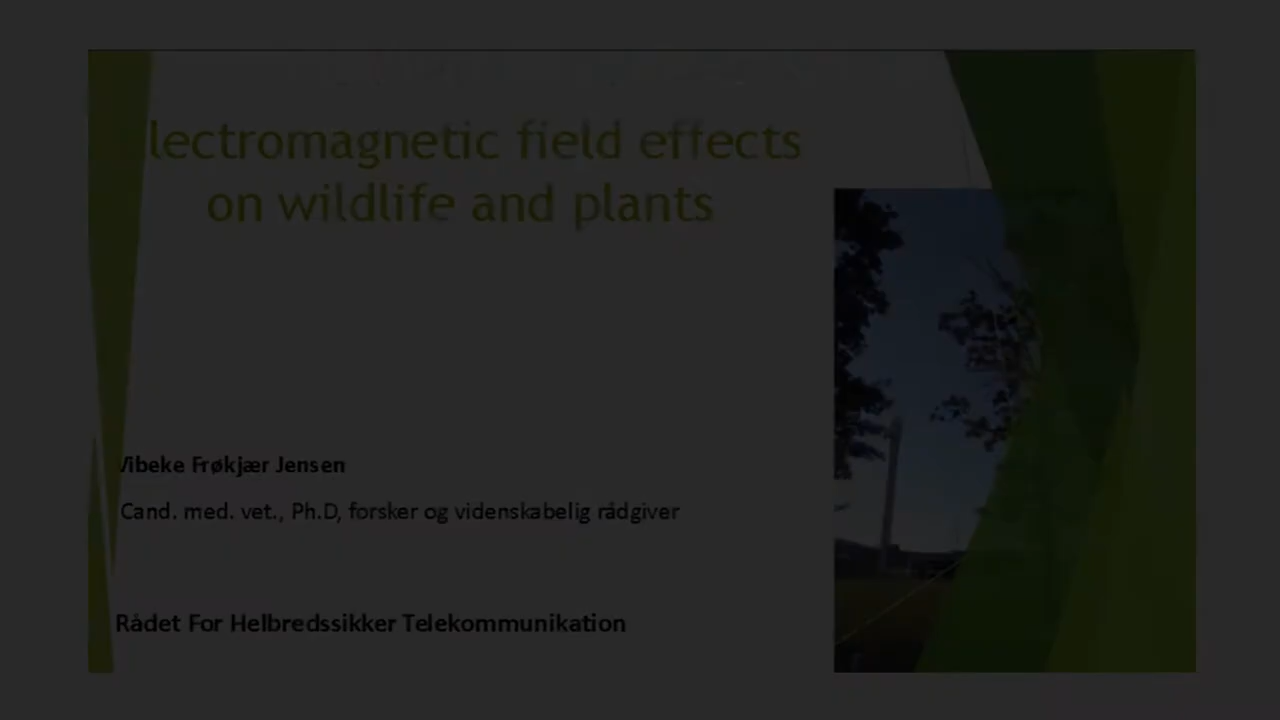 lectromagnetic field effects
on wildlife and plants
Vibeke Frøkjær Jensen
Cand. med. vet., Ph.D, forsker og videnskabelig rådgiver
Rådet For Helbredssikker Telekommunikation